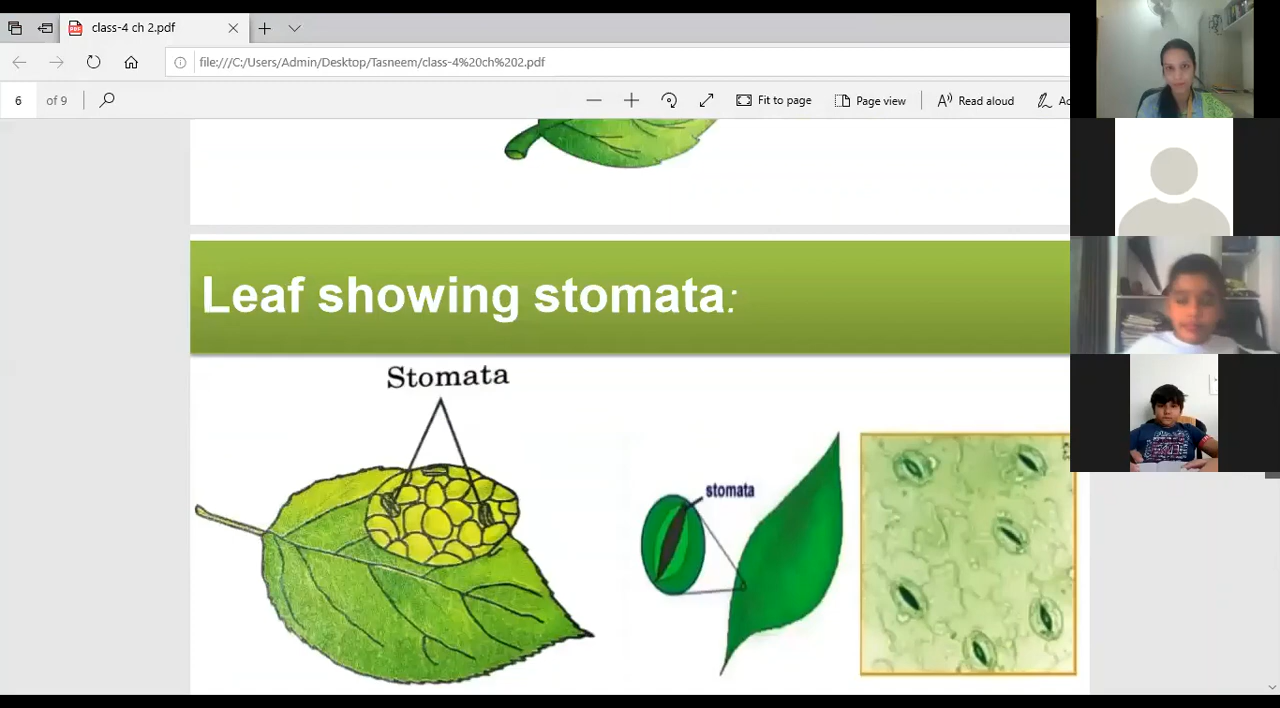 class-4 ch 2.pdf
file:///C:/Users/Admin/Desktop/Tasneem/class-4%20ch%202.pdf
6 of 9 Fit to page Page view Read aloud
Leaf showing stomata:
Stomata
stomata